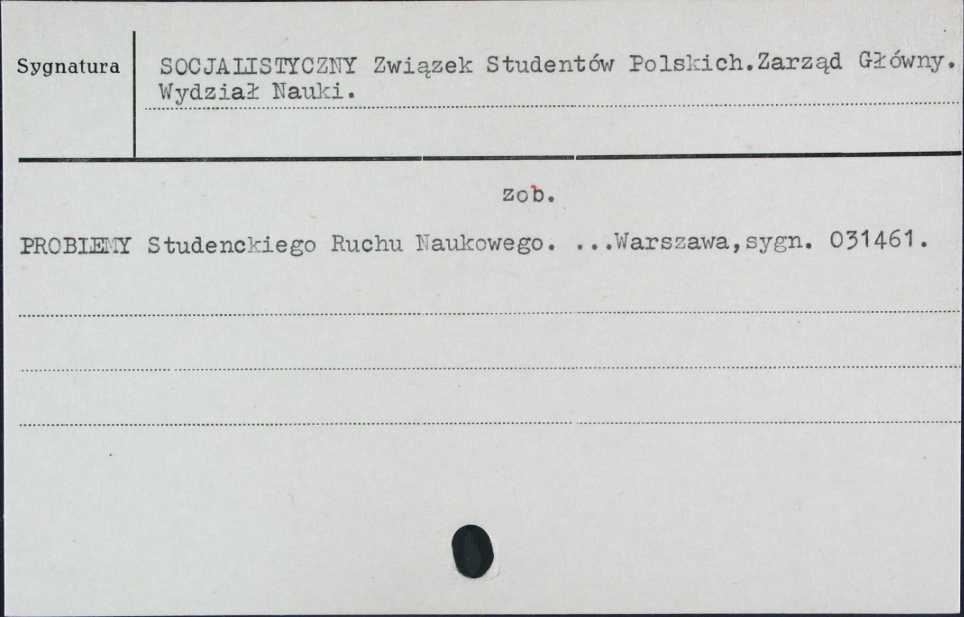 Sygnatura
SOCJALISTYCZNY Związek Studentów Polskich.Zarząd Główny.
Wydział Nauki.
zob.
PROBLEMY Studenckiego Ruchu Naukowego. ...Warszawa,sygn. 031461.